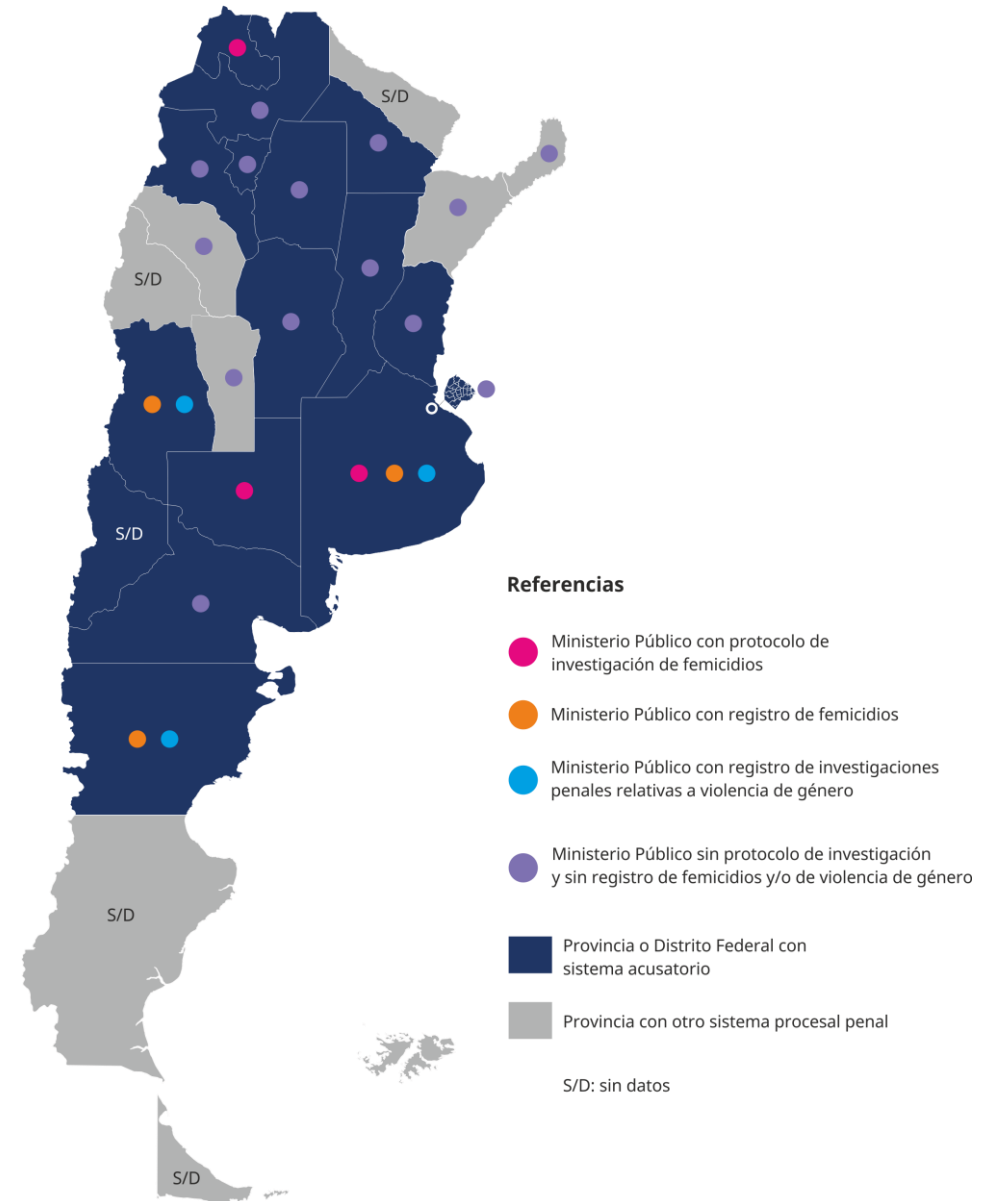 S/D
S/D
S/D
Referencias
Ministerio Público con protocolo de
investigación de femicidios
Ministerio Público con registro de femicidios
Ministerio Público con registro de investigaciones
penales relativas a violencia de género
Ministerio Público sin protocolo de investigación
y sin registro de femicidios y/o de violencia de género
S/D
Provincia o Distrito Federal con
sistema acusatorio
Provincia con otro sistema procesal penal
S/D: sin datos
S/D